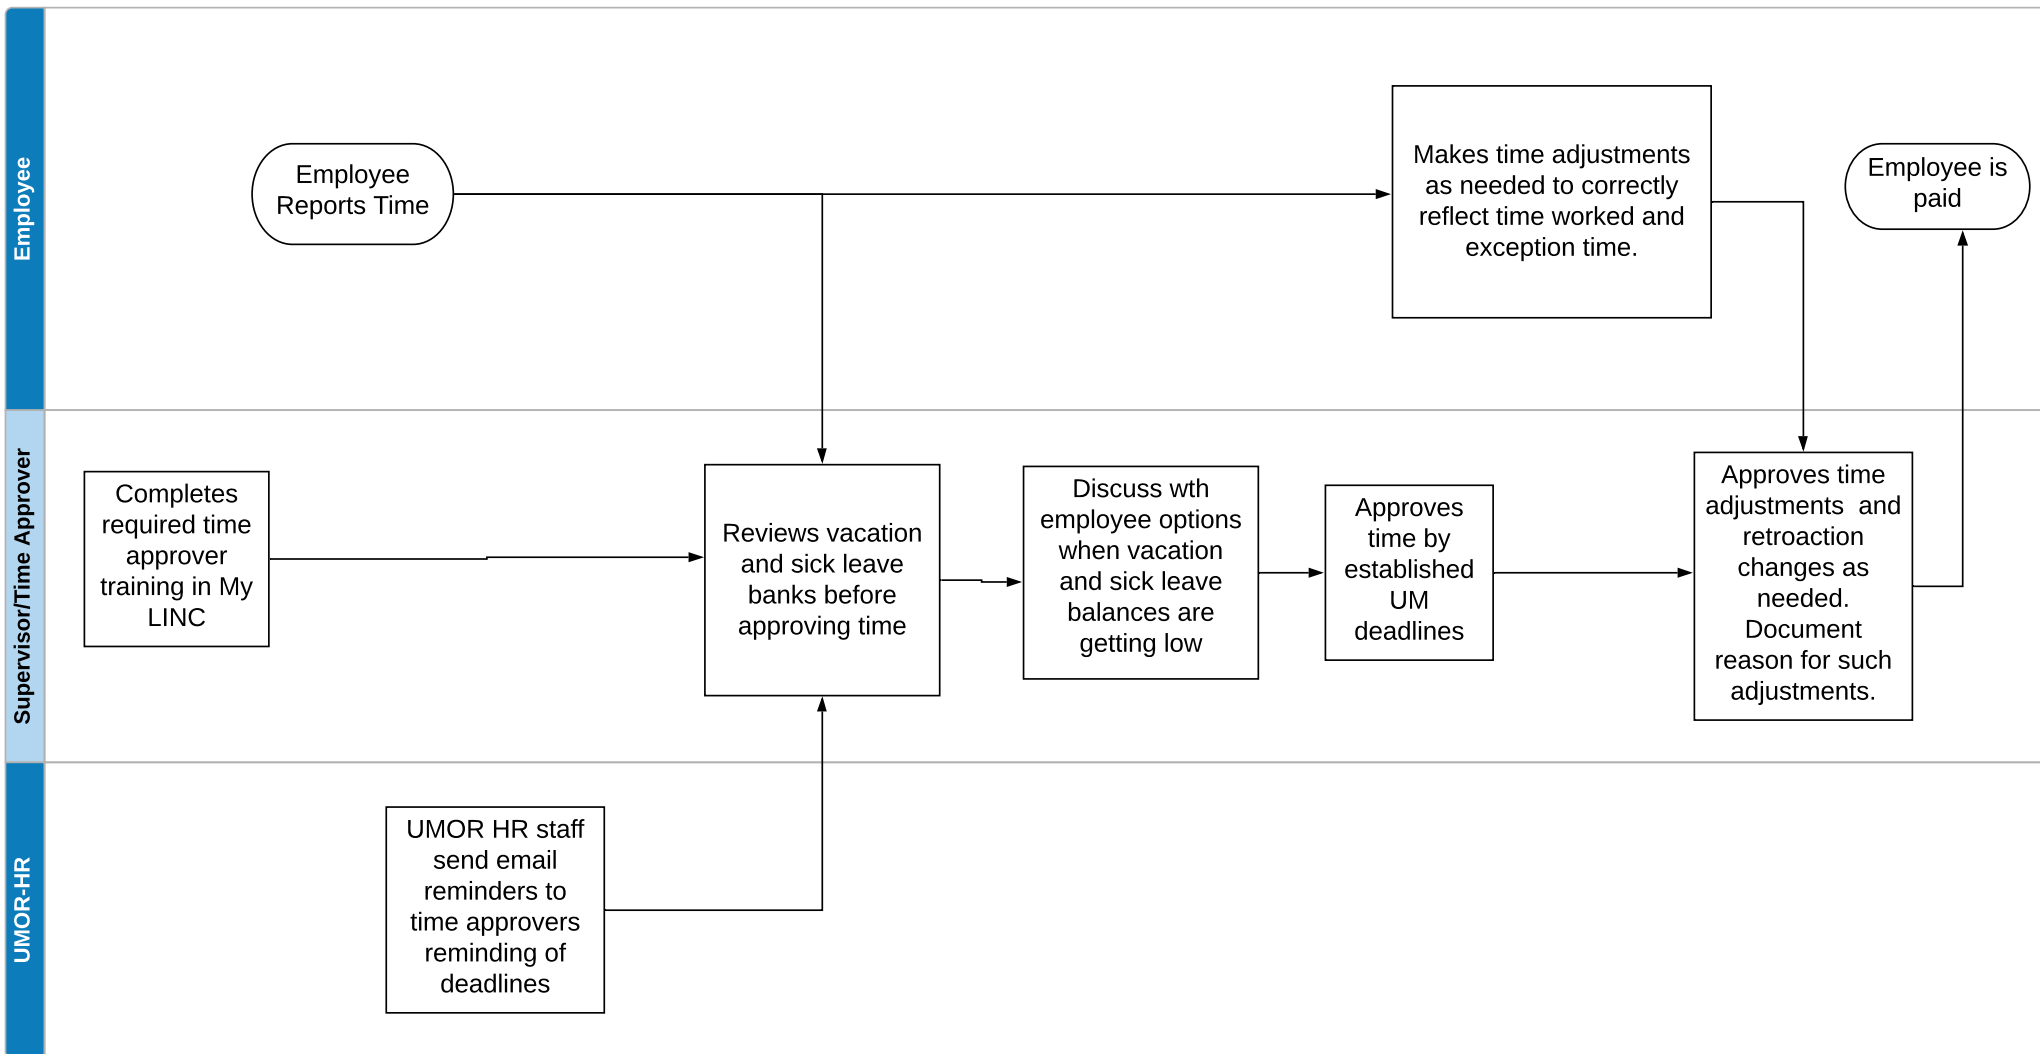 Employee
Employee
Reports Time
Makes time adjustments
as needed to correctly
reflect time worked and
exception time.
Employee is
paid
Supervisor/Time Approver
Completes
required time
approver
training in My
LINC
Reviews vacation
and sick leave
banks before
approving time
Discuss wth
employee options
when vacation
and sick leave
balances are
getting low
Approves
time by
established
UM
deadlines
Approves time
adjustments  and
retroaction
changes as
needed.
Document
reason for such
adjustments.
UMOR-HR
UMOR HR staff
send email
reminders to
time approvers
reminding of
deadlines